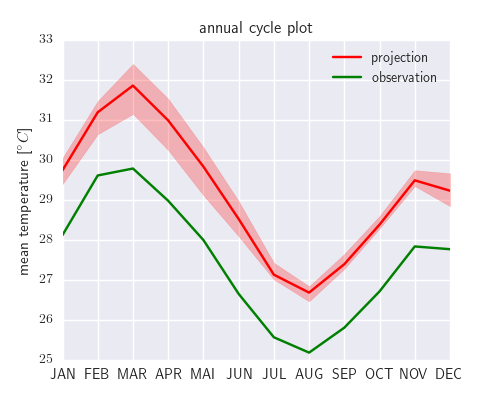 annual cycle plot
33
32
31
30
29
28
27
26
25
mean temperature [°C]
projection
observation
JAN FEB MAR APR MAI JUN JUL AUG SEP OCT NOV DEC